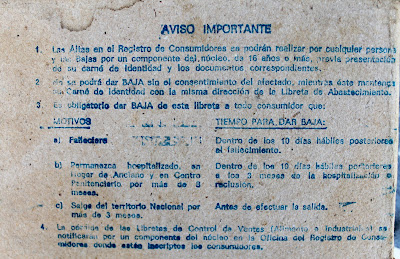 AVISO IMPORTANTE
1. Las Altas en el Registro de Consumidores se podrán realizar por cualquier persona
y las Bajas por un componente del núcleo, de 16 años o más, previa presentación
de su carné de identidad y los documentos correspondientes.
2. No se podrá dar BAJA sin el consentimiento del afectado, mientras éste mantenga
su Carné de Identidad con la misma dirección de la Libreta de Abastecimiento.
3. Es obligatorio dar BAJA de esta libreta a todo consumidor que:
MOTIVOS TIEMPO PARA DAR BAJA:
a) Falleciere Dentro de los 10 días hábiles posteriores
al fallecimiento.
b) Permanezca hospitalizado, en Dentro de los 10 días hábiles posteriores
Hogar de Anciano y en Centro a los 3 meses de la hospitalización o
Penitenciario por más de 3 reclusión.
meses.
c) Salga del territorio Nacional por Antes de efectuar la salida.
más de 3 meses.
4. La pérdida de las Libretas de Control de Ventas (Alimento e Industriales) se
notificarán por un componente del núcleo en la Oficina del Registro de Consu-
midores donde están inscriptos los consumidores.